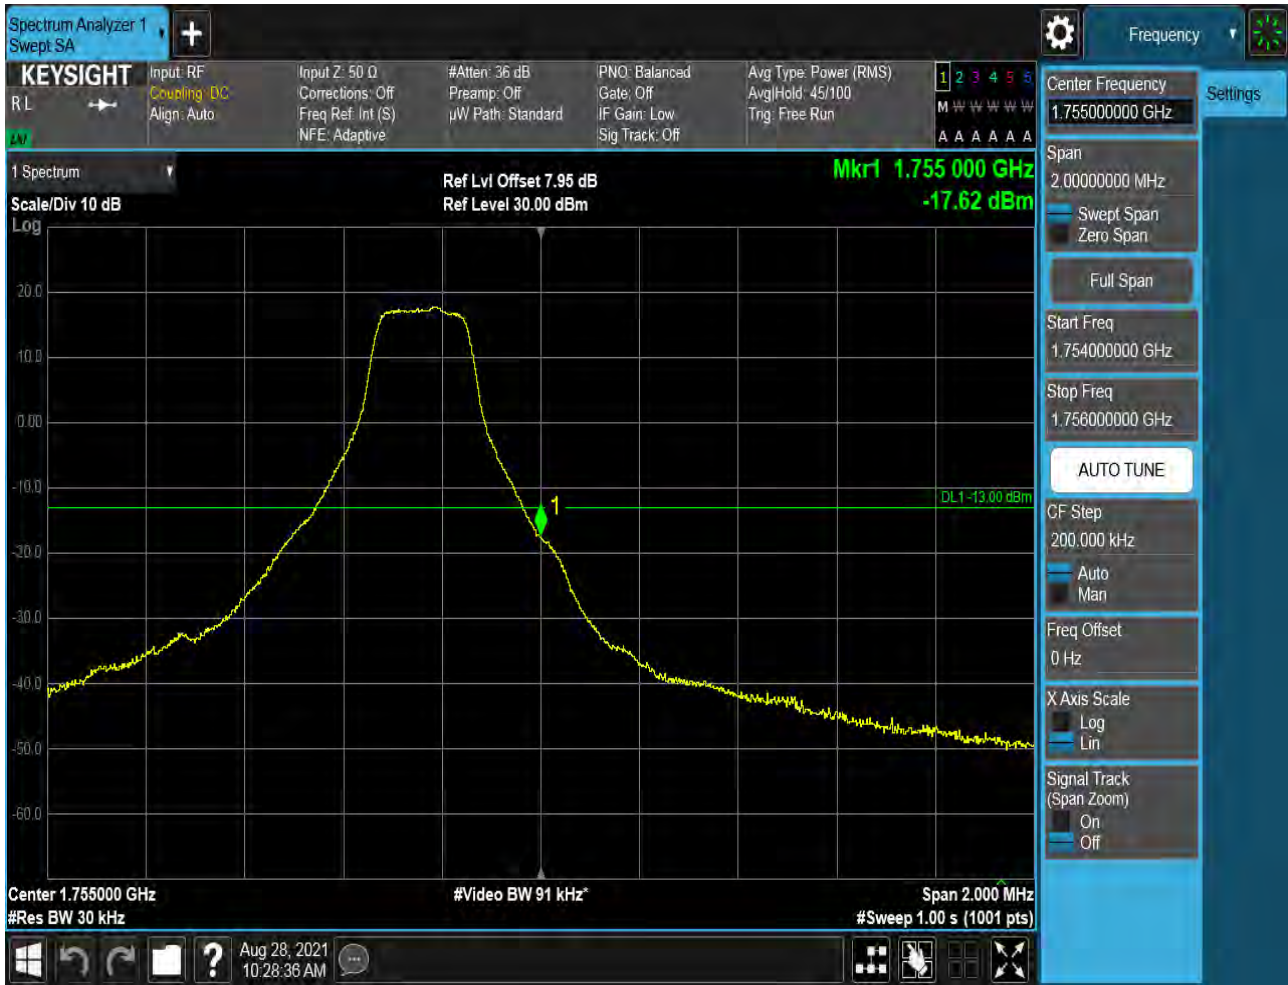 Spectrum Analyzer 1
Swept SA
Frequency
KEYSIGHT
R L
Input: RF
Coupling: DC
Align: Auto
Input Z: 50 Ω
Corrections: Off
Freq Ref: Int (S)
NFE: Adaptive
#Atten: 36 dB
Preamp: Off
µW Path: Standard
PNO: Balanced
Gate: Off
IF Gain: Low
Sig Track: Off
Avg Type: Power (RMS)
Avg|Hold: 45/100
Trig: Free Run
1 2 3 4 5 6
M W W W W W
A A A A A A
1 Spectrum
Scale/Div 10 dB
Log
Ref Lvl Offset 7.95 dB
Ref Level 30.00 dBm
Mkr1 1.755 000 GHz
-17.62 dBm
20.0
10.0
0.00
-10.0
-20.0
-30.0
-40.0
-50.0
-60.0
DL1 -13.00 dBm
1
Center 1.755000 GHz
#Res BW 30 kHz
#Video BW 91 kHz*
Span 2.000 MHz
#Sweep 1.00 s (1001 pts)
Aug 28, 2021
10:28:36 AM
Center Frequency
1.755000000 GHz
Settings
Span
2.00000000 MHz
Swept Span
Zero Span
Full Span
Start Freq
1.754000000 GHz
Stop Freq
1.756000000 GHz
AUTO TUNE
CF Step
200.000 kHz
Auto
Man
Freq Offset
0 Hz
X Axis Scale
Log
Lin
Signal Track
(Span Zoom)
On
Off